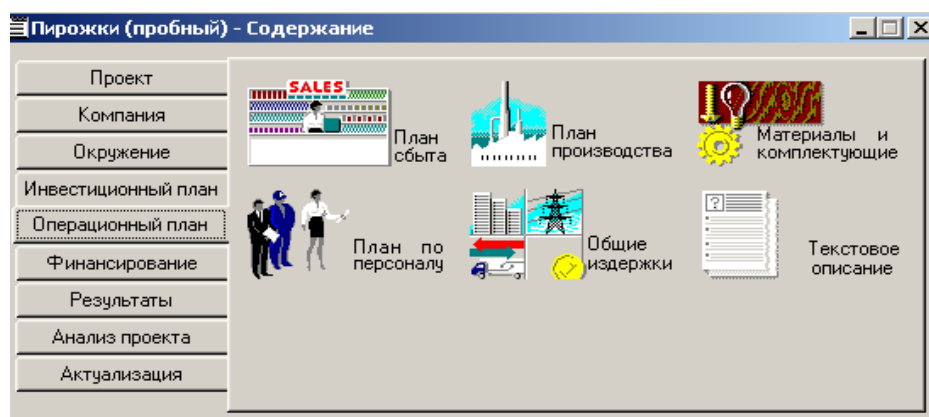 Пирожки (пробный) - Содержание
Проект
Компания
Окружение
Инвестиционный план
Операционный план
Финансирование
Результаты
Анализ проекта
Актуализация
SALES
План
сбыта
План
производства
Материалы и
комплектующие
План по
персоналу
Общие
издержки
?
Текстовое
описание